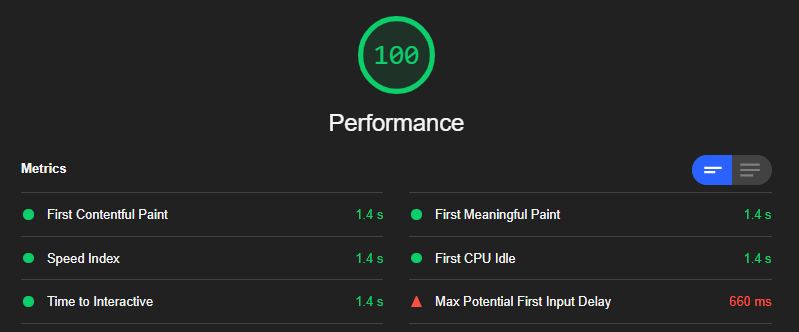 100
Performance
Metrics
First Contentful Paint 1.4 s
First Meaningful Paint 1.4 s
Speed Index 1.4 s
First CPU Idle 1.4 s
Time to Interactive 1.4 s
Max Potential First Input Delay 660 ms